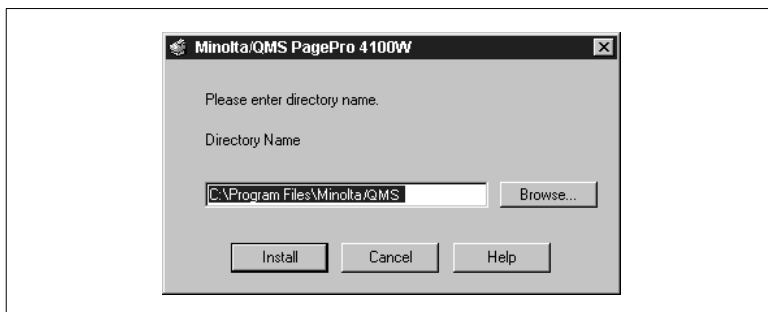 Minolta/QMS PagePro 4100W
Please enter directory name.
Directory Name
C:\Program Files\Minolta/QMS
Browse...
Install
Cancel
Help